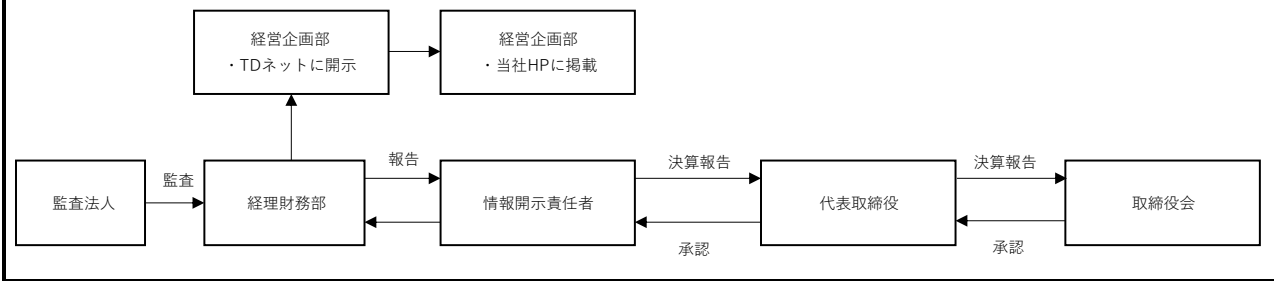 経営企画部
・TDネットに開示
経営企画部
・当社HPに掲載
監査法人
監査
経理財務部
報告
情報開示責任者
決算報告
承認
代表取締役
決算報告
承認
取締役会